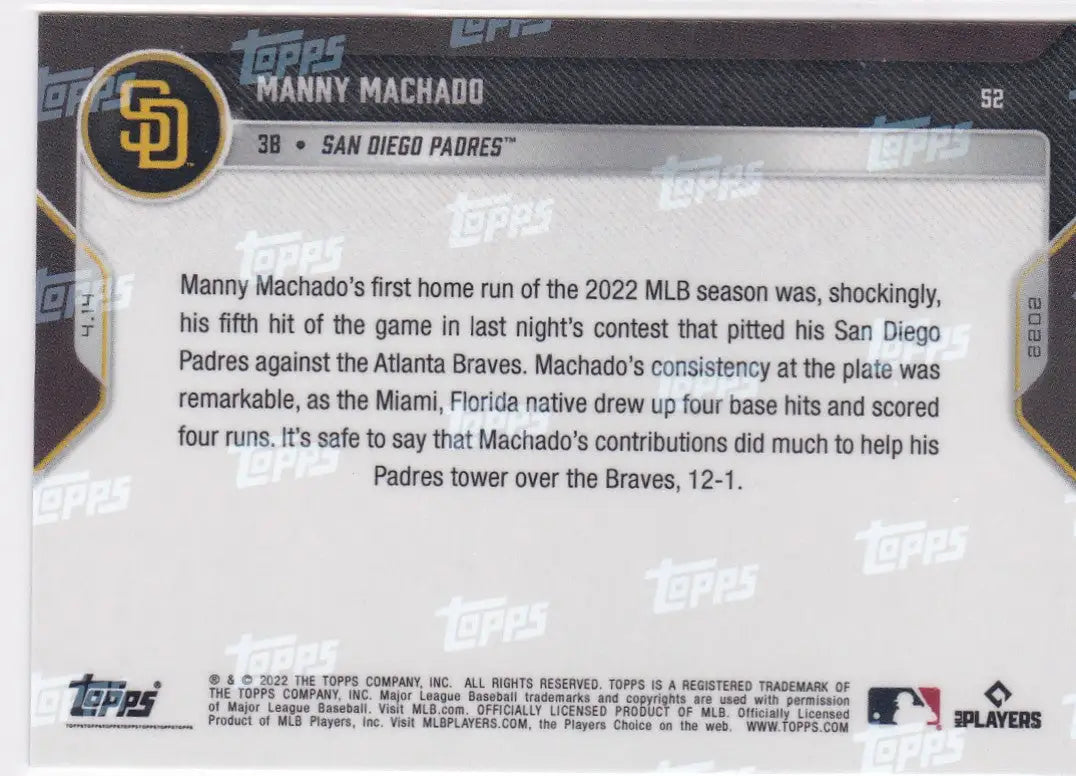 MANNY MACHADO
52
SD
3B • SAN DIEGO PADRES™
4.14
2022
Manny Machado's first home run of the 2022 MLB season was, shockingly,
his fifth hit of the game in last night's contest that pitted his San Diego
Padres against the Atlanta Braves. Machado's consistency at the plate was
remarkable, as the Miami, Florida native drew up four base hits and scored
four runs. It's safe to say that Machado's contributions did much to help his
Padres tower over the Braves, 12-1.
Topps®
® & © 2022 THE TOPPS COMPANY, INC. ALL RIGHTS RESERVED. TOPPS IS A REGISTERED TRADEMARK OF
THE TOPPS COMPANY, INC. Major League Baseball trademarks and copyrights are used with permission
of Major League Baseball. Visit MLB.com. OFFICIALLY LICENSED PRODUCT OF MLB. Officially Licensed
Product of MLB Players, Inc. Visit MLBPLAYERS.COM, the Players Choice on the web. WWW.TOPPS.COM
MLB PLAYERS